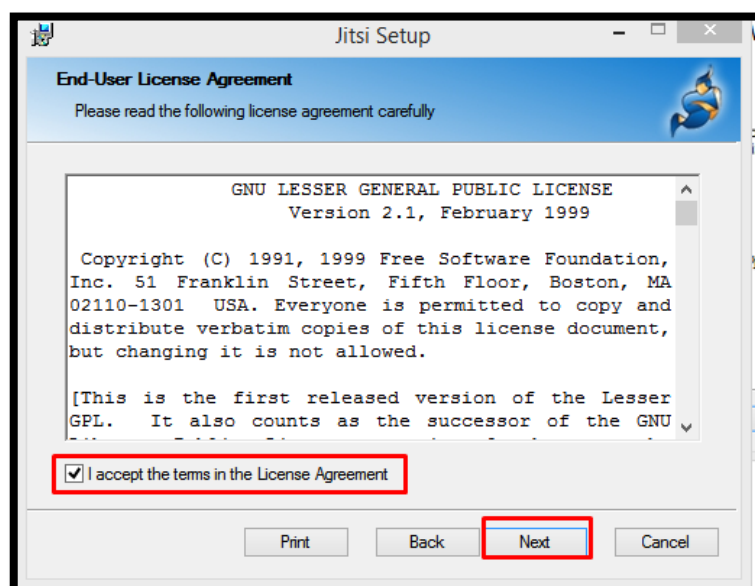 Jitsi Setup
End-User License Agreement
Please read the following license agreement carefully
GNU LESSER GENERAL PUBLIC LICENSE
Version 2.1, February 1999
Copyright (C) 1991, 1999 Free Software Foundation,
Inc. 51 Franklin Street, Fifth Floor, Boston, MA
02110-1301 USA. Everyone is permitted to copy and
distribute verbatim copies of this license document,
but changing it is not allowed.
[This is the first released version of the Lesser
GPL. It also counts as the successor of the GNU
I accept the terms in the License Agreement
Print Back Next Cancel